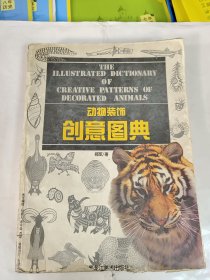 THE
ILLUSTRATED DICTIONARY
OF
CREATIVE PATTERNS OF
DECORATED ANIMALS
动物装饰
创意图典